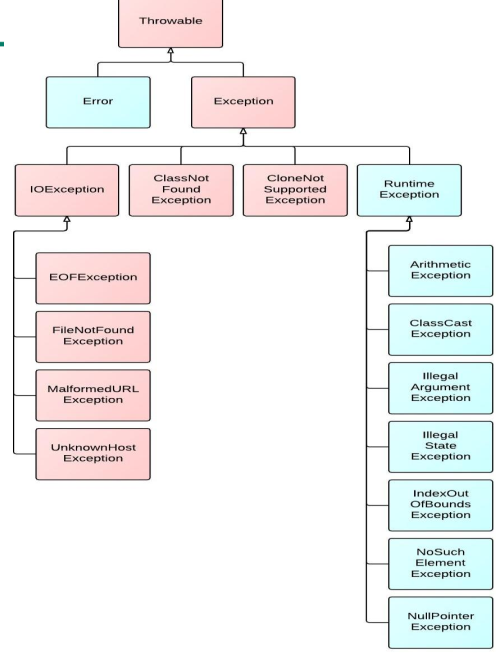 Throwable
Error
Exception
IOException
ClassNot
Found
Exception
CloneNot
Supported
Exception
Runtime
Exception
EOFException
FileNotFound
Exception
MalformedURL
Exception
UnknownHost
Exception
Arithmetic
Exception
ClassCast
Exception
Illegal
Argument
Exception
Illegal
State
Exception
IndexOut
OfBounds
Exception
NoSuch
Element
Exception
NullPointer
Exception